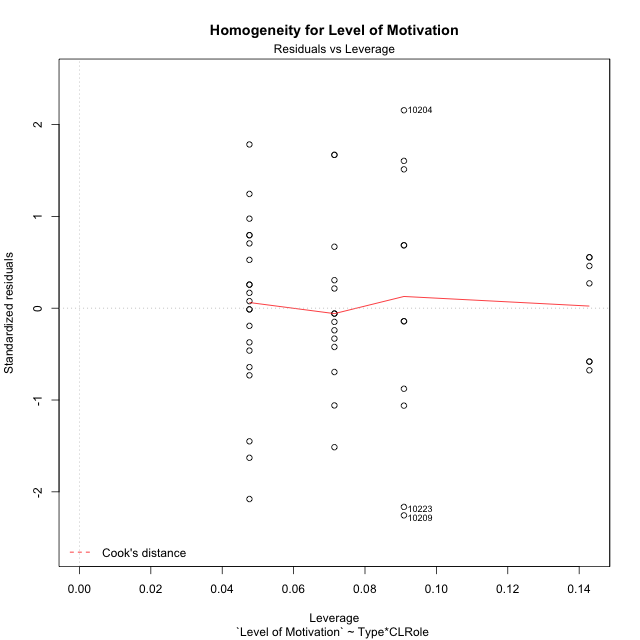 Homogeneity for Level of Motivation
Residuals vs Leverage
10204
10223
10209
2
1
0
-1
-2
Standardized residuals
Cook's distance
0.00 0.02 0.04 0.06 0.08 0.10 0.12 0.14
Leverage
`Level of Motivation` ~ Type*CLRole